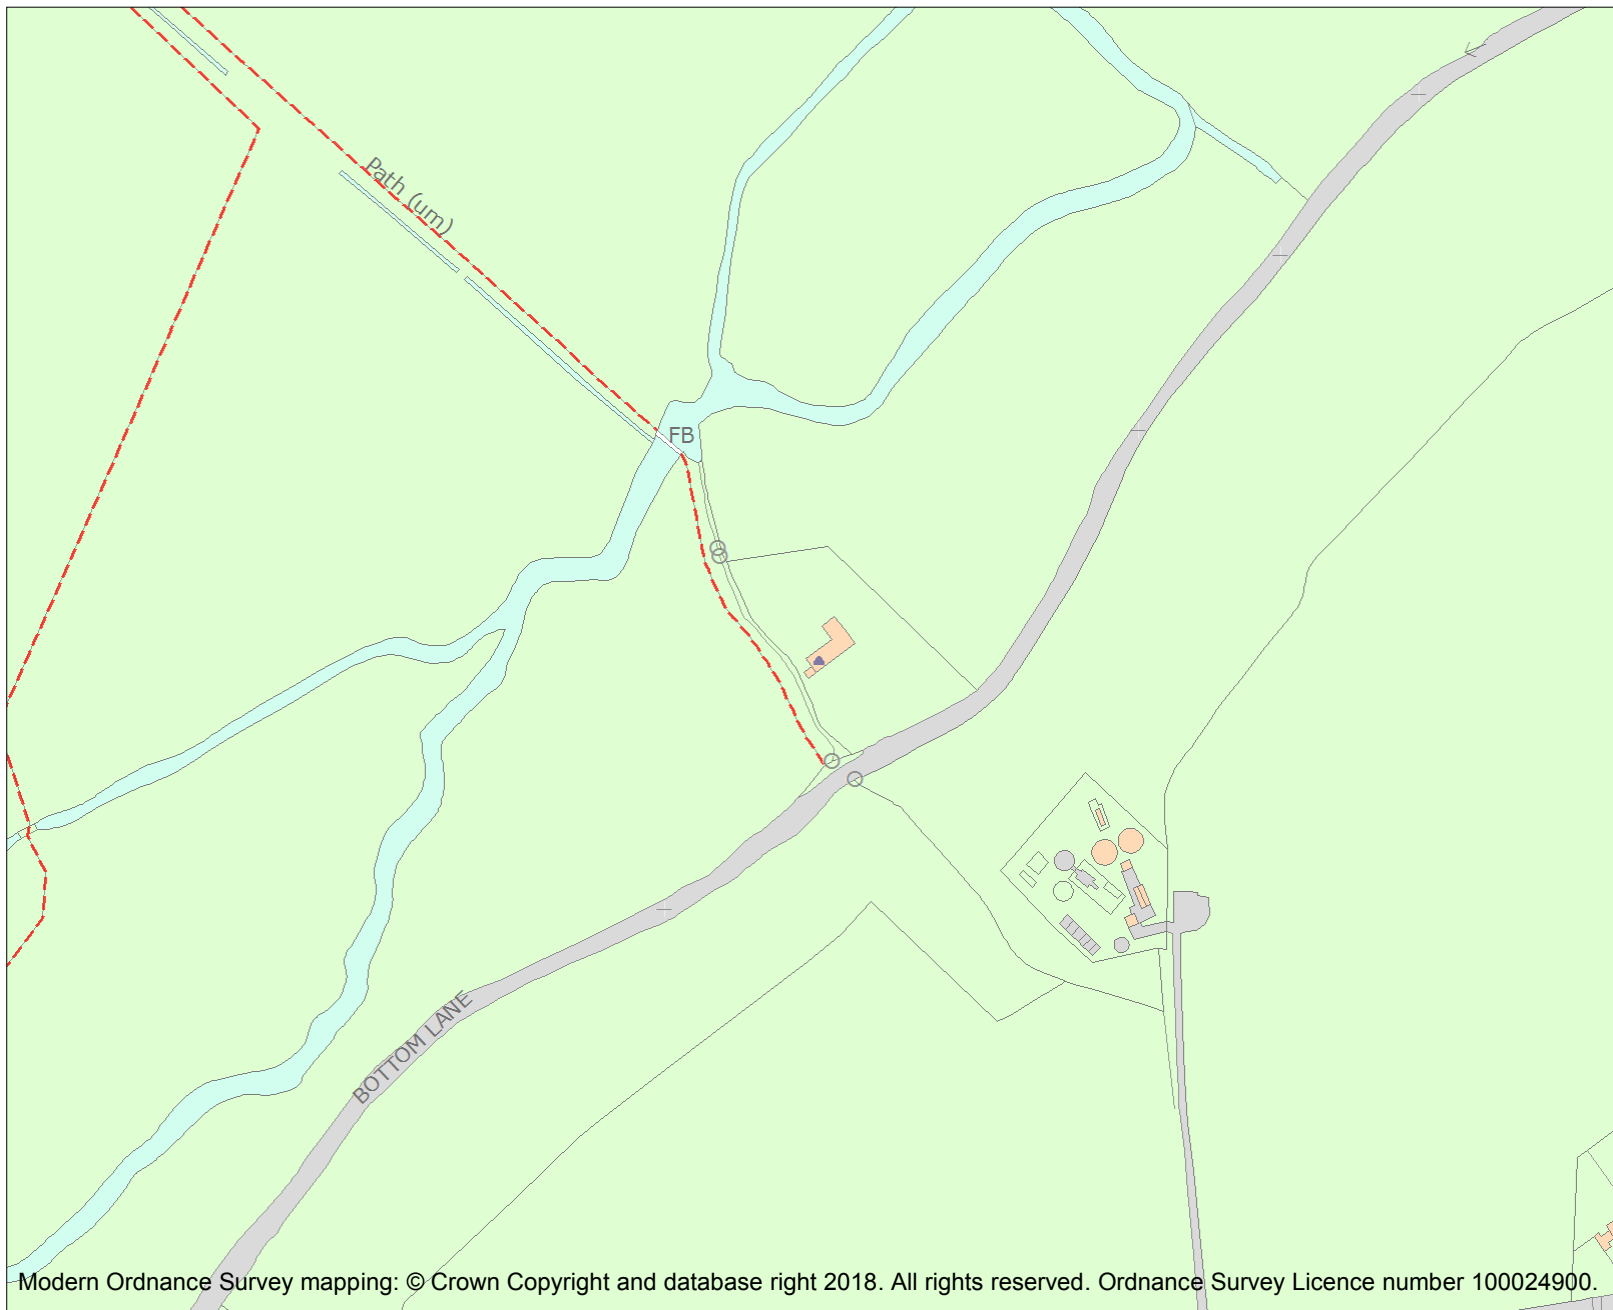 Path (um)
FB
BOTTOM LANE
Modern Ordnance Survey mapping: © Crown Copyright and database right 2018. All rights reserved. Ordnance Survey Licence number 100024900.